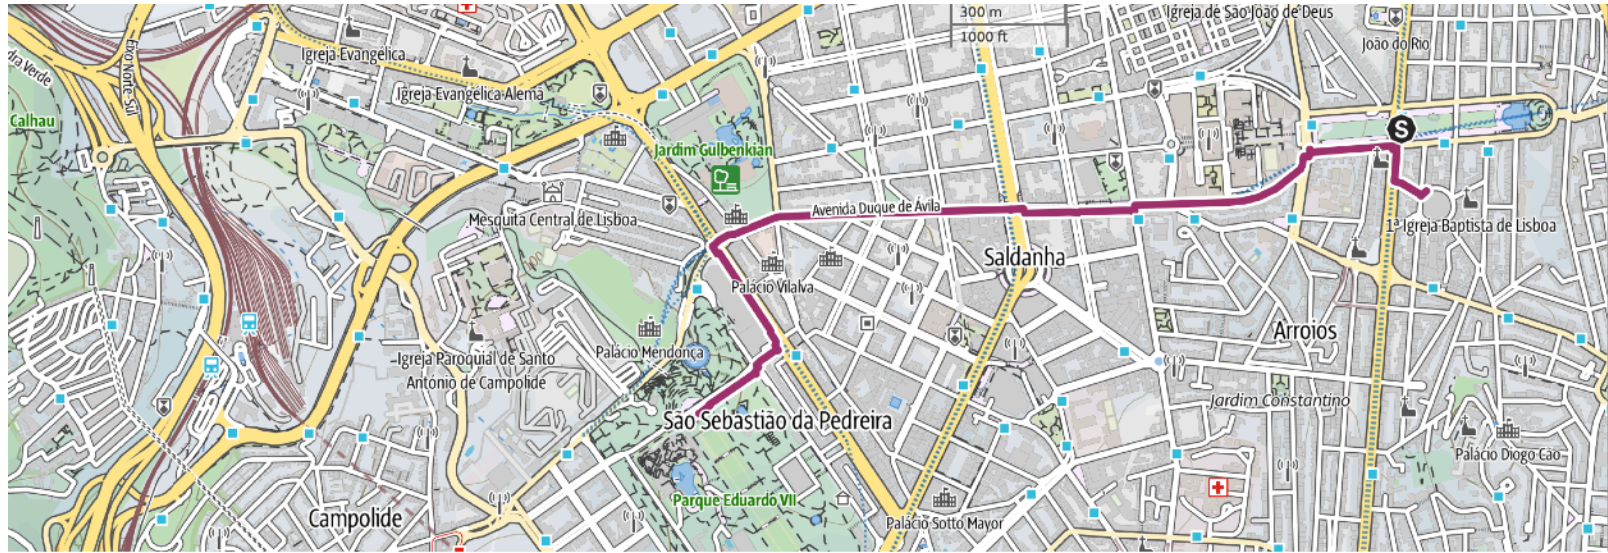 300 m
1000 ft
Igreja de São João de Deus
João do Rio
Igreja Evangélica
Eixo Norte-Sul
dra Verde
Igreja Evangélica Alemã
Calhau
S
Jardim Gulbenkian
Avenida Duque de Ávila
Mesquita Central de Lisboa
1ª Igreja Baptista de Lisboa
Saldanha
Palácio Vilalva
Arroios
Palácio Mendonça
Igreja Paroquial de Santo
António de Campolide
Jardim Constantino
São Sebastião da Pedreira
Palácio Diogo Cão
Parque Eduardo VII
Campolide
Palácio Sotto Mayor